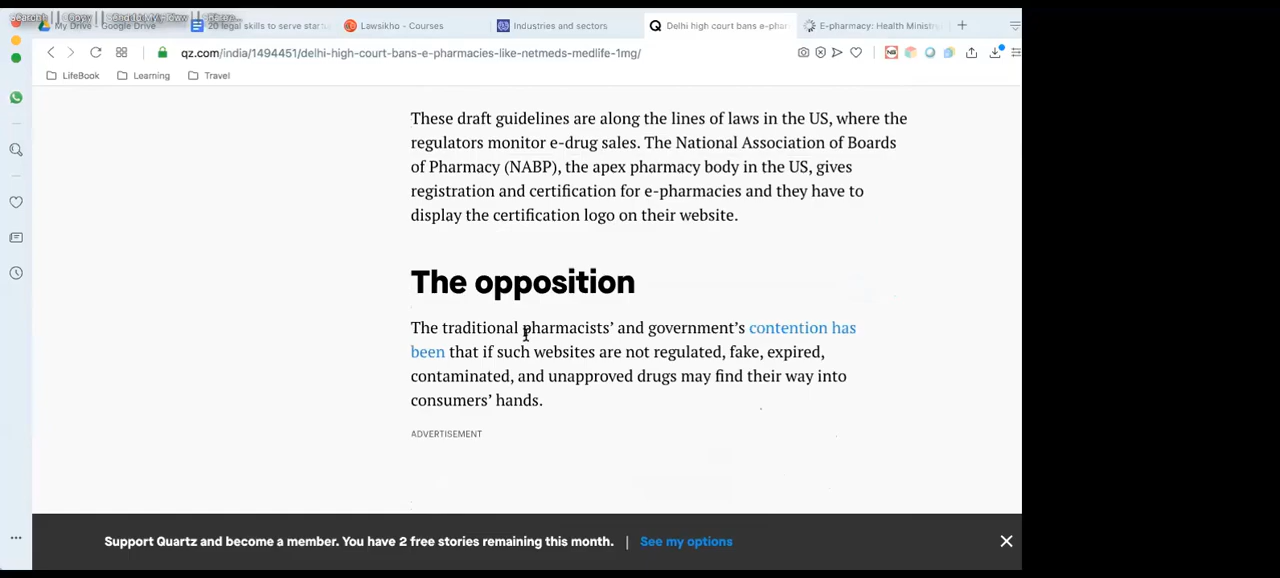 My Drive - Google Drive
20 legal skills to serve star
Lawsikho - Courses
Industries and sectors
Delhi high court bans e-phar
E-pharmacy: Health Ministr
qz.com/india/1494451/delhi-high-court-bans-e-pharmacies-like-netmeds-medlife-1mg/
LifeBook
Learning
Travel
These draft guidelines are along the lines of laws in the US, where the
regulators monitor e-drug sales. The National Association of Boards
of Pharmacy (NABP), the apex pharmacy body in the US, gives
registration and certification for e-pharmacies and they have to
display the certification logo on their website.
The opposition
The traditional pharmacists' and government's contention has
been that if such websites are not regulated, fake, expired,
contaminated, and unapproved drugs may find their way into
consumers' hands.
ADVERTISEMENT
Support Quartz and become a member. You have 2 free stories remaining this month. | See my options